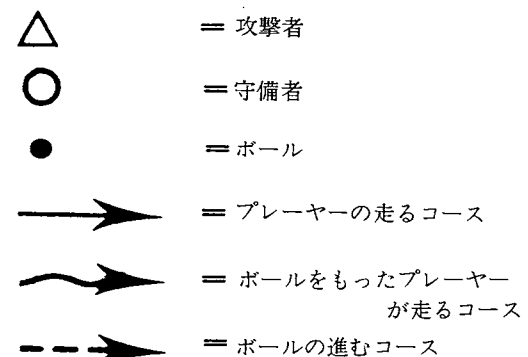 = 攻撃者
= 守備者
= ボール
= プレーヤーの走るコース
= ボールをもったプレーヤー
が走るコース
= ボールの進むコース